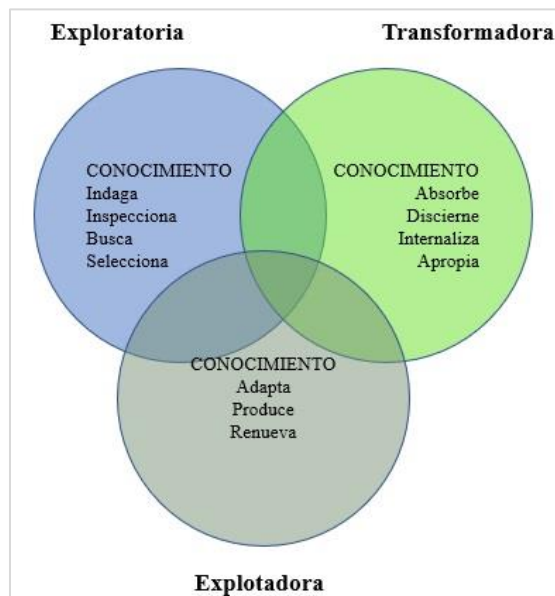 Exploratoria
Transformadora
CONOCIMIENTO
Indaga
Inspecciona
Busca
Selecciona
CONOCIMIENTO
Absorbe
Discierne
Internaliza
Apropia
CONOCIMIENTO
Adapta
Produce
Renueva
Explotadora